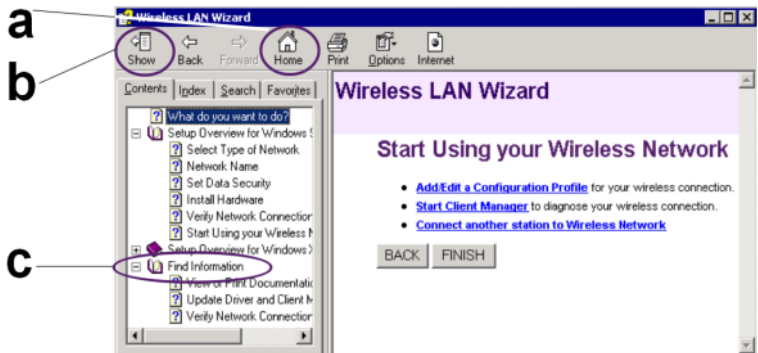 a
b
c
Wireless LAN Wizard
Show Back Forward Home Print Options Internet
Contents Index Search Favorites
What do you want to do?
Setup Overview for Windows
Select Type of Network
Network Name
Set Data Security
Install Hardware
Verify Network Connection
Start Using your Wireless
Setup Overview for Windows
Find Information
View or Print Documentatic
Update Driver and Client M
Verify Network Connection
Wireless LAN Wizard
Start Using your Wireless Network
Add/Edit a Configuration Profile for your wireless connection.
Start Client Manager to diagnose your wireless connection.
Connect another station to Wireless Network
BACK FINISH